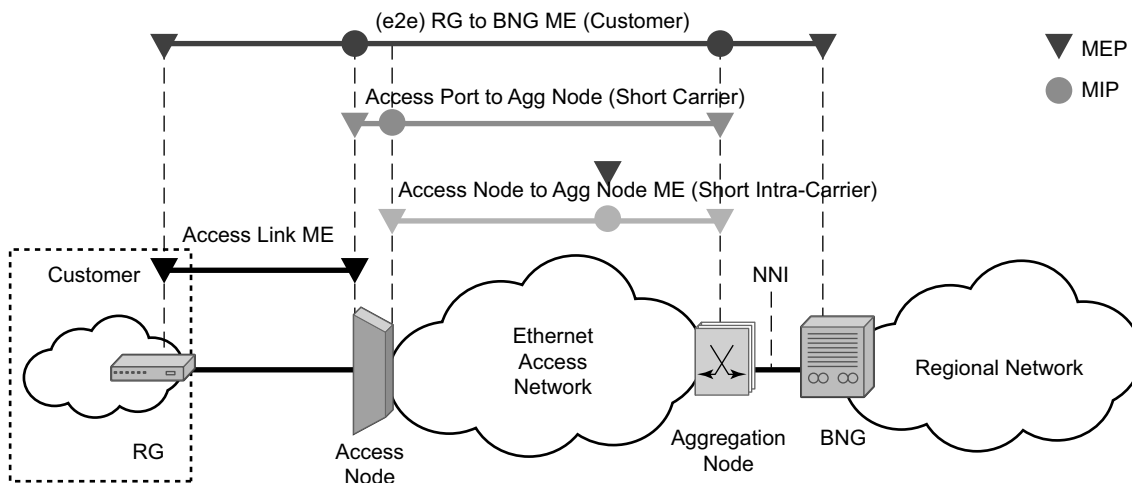 (e2e) RG to BNG ME (Customer)
MEP
MIP
Access Port to Agg Node (Short Carrier)
Access Node to Agg Node ME (Short Intra-Carrier)
Access Link ME
Customer
NNI
Ethernet
Access
Network
Regional Network
RG
Access
Node
Aggregation
Node
BNG